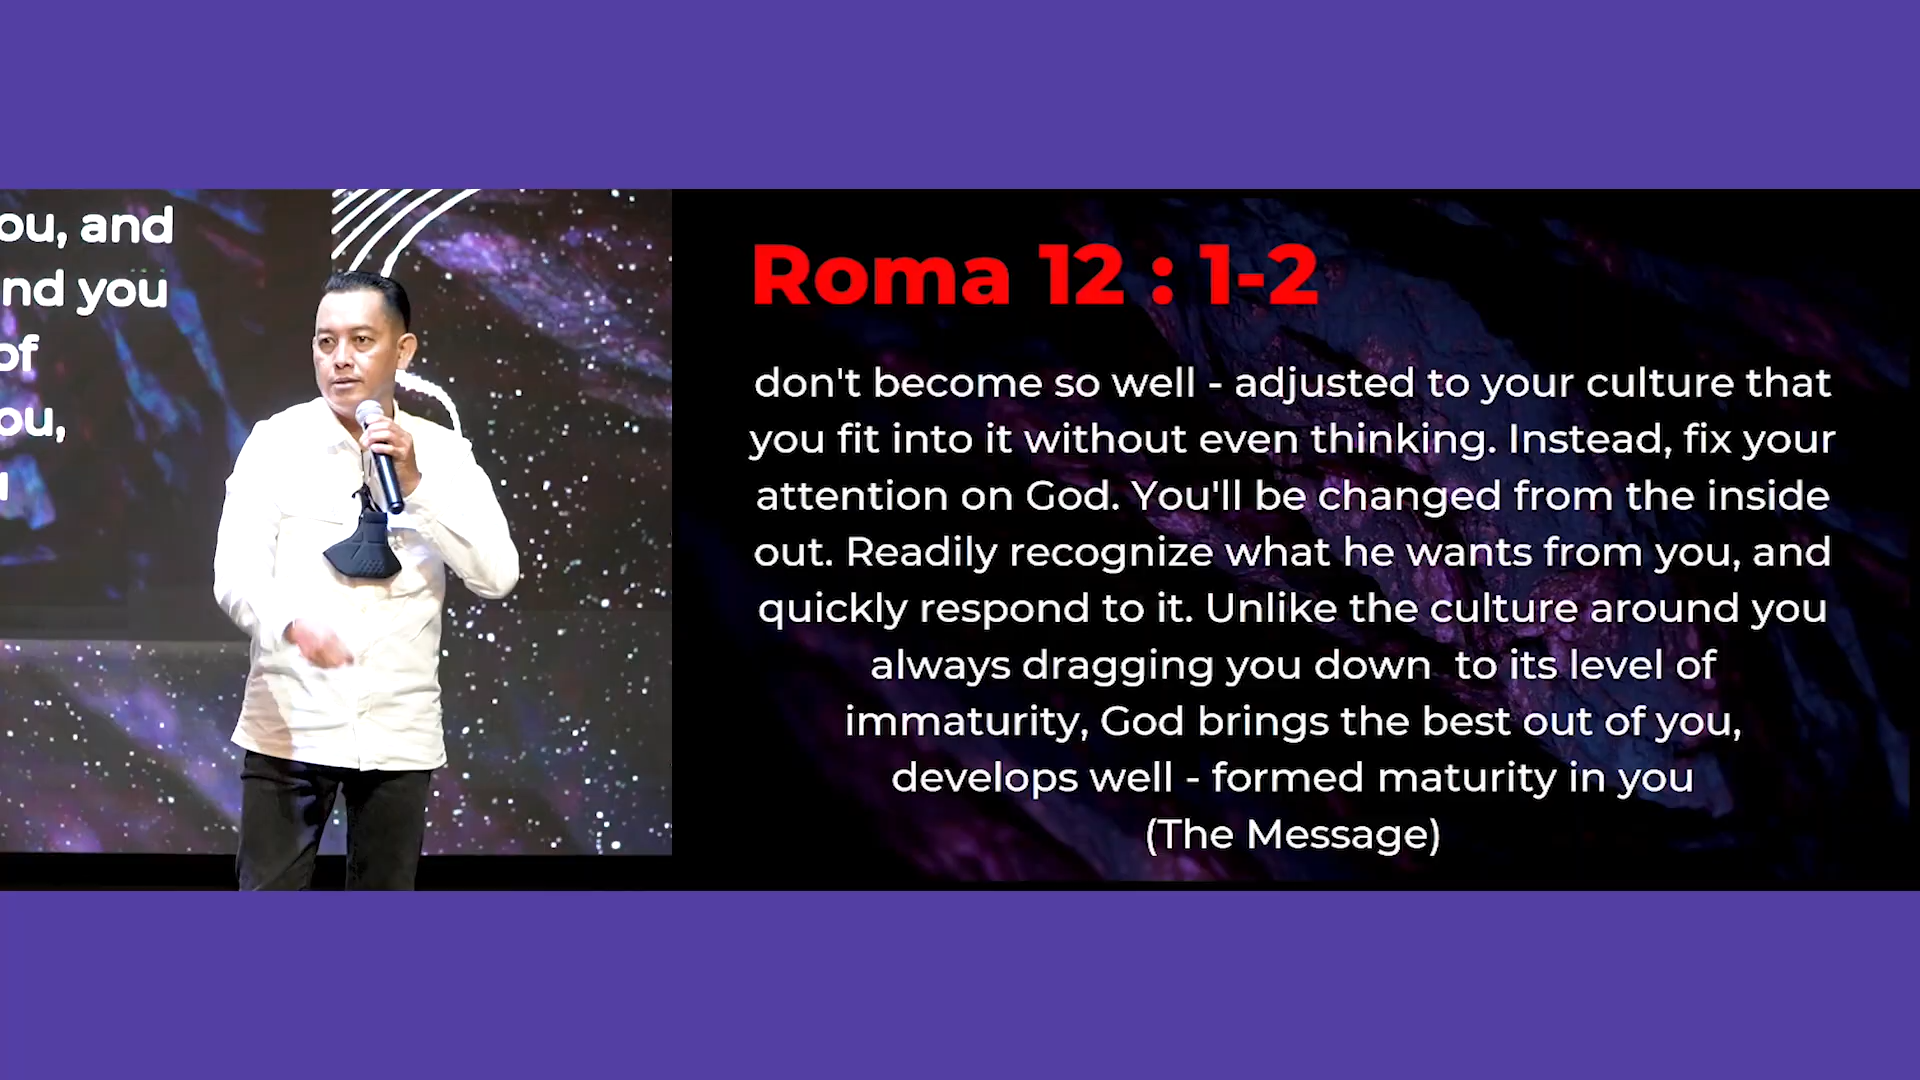 ou, and
nd you
of
ou,
Roma 12 : 1-2
don't become so well - adjusted to your culture that
you fit into it without even thinking. Instead, fix your
attention on God. You'll be changed from the inside
out. Readily recognize what he wants from you, and
quickly respond to it. Unlike the culture around you
always dragging you down  to its level of
immaturity, God brings the best out of you,
develops well - formed maturity in you
(The Message)